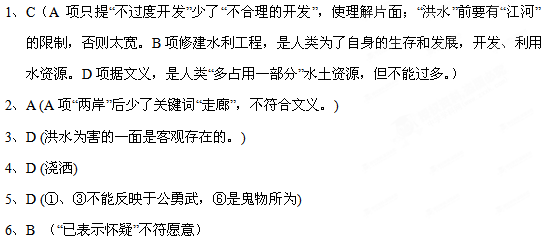 1、C（A 项只提“不过度开发”少了“不合理的开发”，使理解片面；“洪水”前要有“江河”
的限制，否则太宽。B 项修建水利工程，是人类为了自身的生存和发展，开发、利用
水资源。D 项据文义，是人类“多占用一部分”水土资源，但不能过多。）
2、A (A 项“两岸”后少了关键词“走廊”，不符合文义。)
3、D (洪水为害的一面是客观存在的。)
4、D (浇洒)
5、D (①、③不能反映于公勇武，⑥是鬼物所为)
6、B （“已表示怀疑”不符愿意）